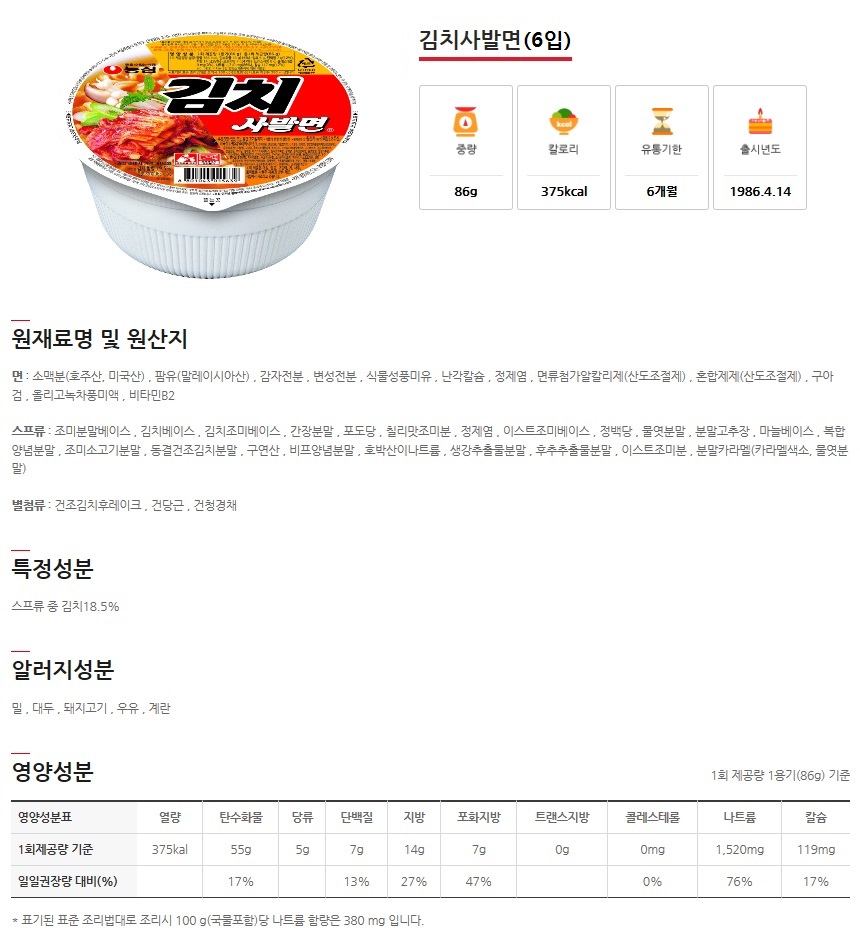 김치사발면(6입)
농심
김치
사발면
중량
칼로리
유통기한
출시년도
kcal
86g
375kcal
6개월
1986.4.14
원재료명 및 원산지
면 : 소맥분(호주산, 미국산) , 팜유(말레이시아산) , 감자전분 , 변성전분 , 식물성풍미유 , 난각칼슘 , 정제염 , 면류첨가알칼리제(산도조절제) , 혼합제제(산도조절제) , 구아
검 , 올리고녹차풍미액 , 비타민B2
스프류 : 조미분말베이스 , 김치베이스 , 김치조미베이스 , 간장분말 , 포도당 , 칠리맛조미분 , 정제염 , 이스트조미베이스 , 정백당 , 물엿분말 , 분말고추장 , 마늘베이스 , 복합
양념분말 , 조미소고기분말 , 동결건조김치분말 , 구연산 , 비프양념분말 , 호박산이나트륨 , 생강추출물분말 , 후추추출물분말 , 이스트조미분 , 분말카라멜(카라멜색소, 물엿분
말)
별첨류 : 건조김치후레이크 , 건당근 , 건청경채
특정성분
스프류 중 김치18.5%
알러지성분
밀 , 대두 , 돼지고기 , 우유 , 계란
영양성분
1회 제공량 1용기(86g) 기준
영양성분표 열량 탄수화물 당류 단백질 지방 포화지방 트랜스지방 콜레스테롤 나트륨 칼슘
1회제공량 기준 375kal 55g 5g 7g 14g 7g 0g 0mg 1,520mg 119mg
일일권장량 대비(%) 17% 13% 27% 47% 0% 76% 17%
* 표기된 표준 조리법대로 조리시 100 g(국물포함)당 나트륨 함량은 380 mg 입니다.